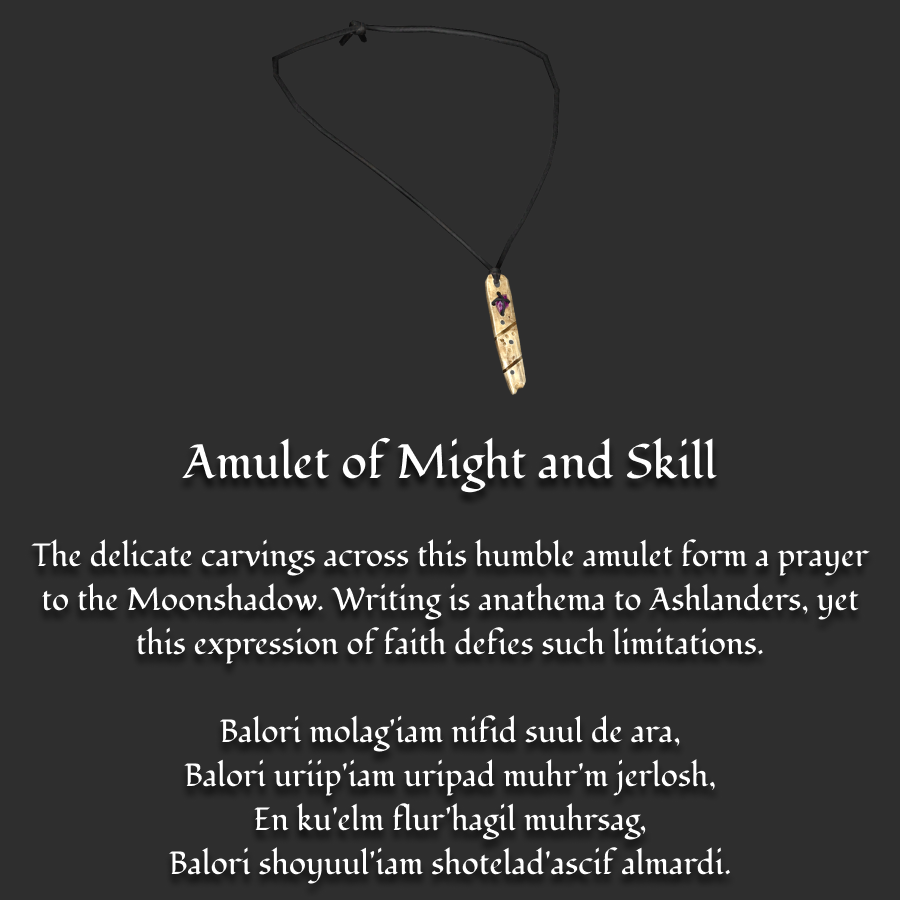 Amulet of Might and Skill
The delicate carvings across this humble amulet form a prayer
to the Moonshadow. Writing is anathema to Ashlanders, yet
this expression of faith defies such limitations.
Balori molag'iam nifid suul de ara,
Balori uriip'iam uripad muhr'm jerlosh,
En ku'elm flur'hagil muhrsag,
Balori shoyuul'iam shotelad'ascif almardi.